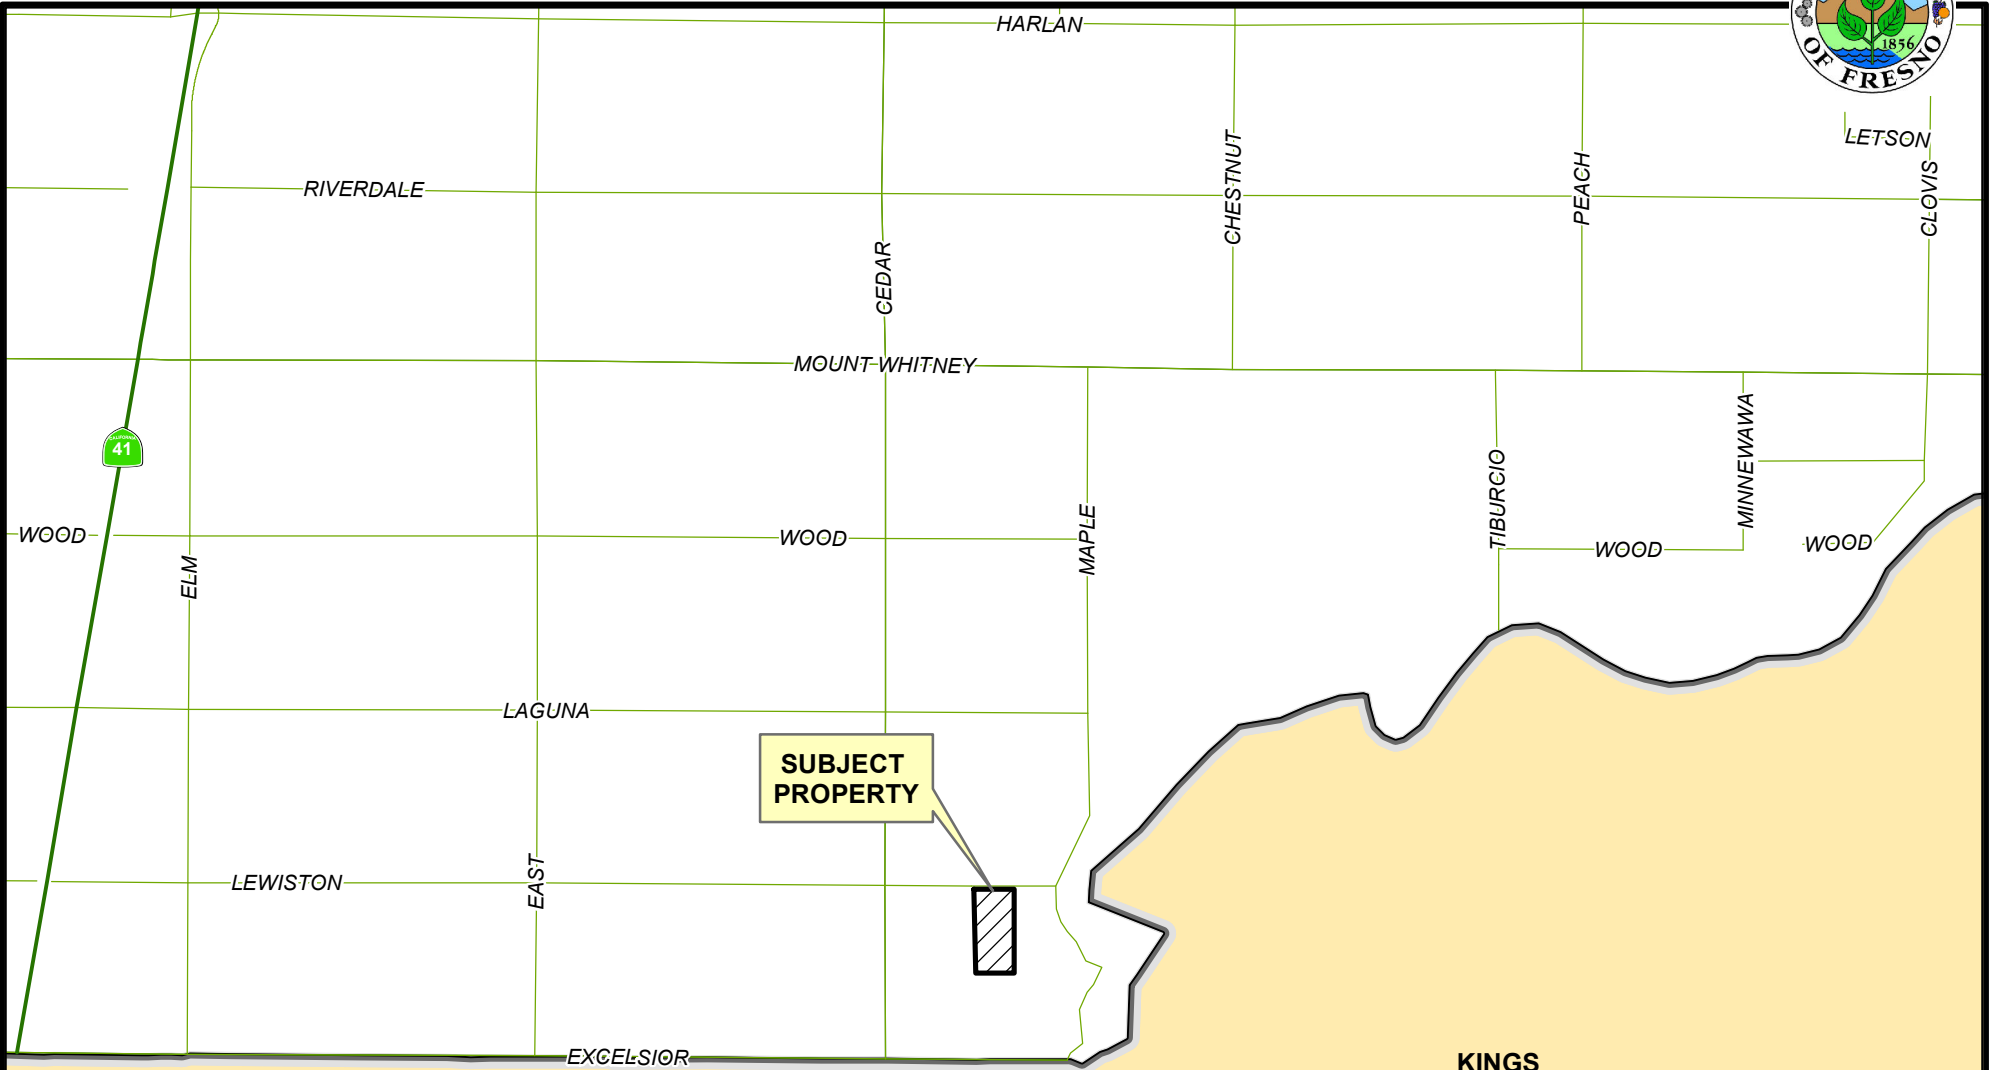 HARLAN
1856
OF FRESNO
LETSON
CHESTNUT
PEACH
CLOVIS
RIVERDALE
CEDAR
MOUNT WHITNEY
CALIFORNIA
41
MINNEWAWA
TIBURCIO
MAPLE
WOOD
WOOD
WOOD
WOOD
ELM
LAGUNA
SUBJECT
PROPERTY
LEWISTON
EAST
EXCELSIOR
KINGS